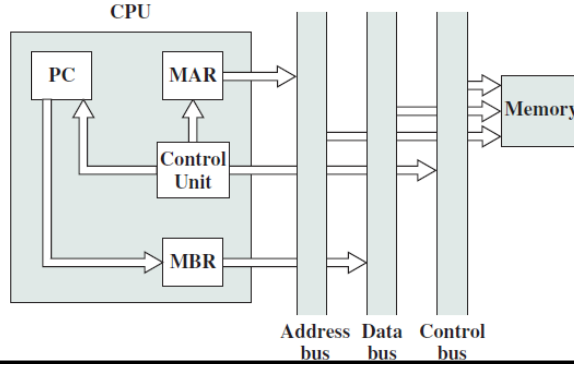 CPU
PC
MAR
Memory
Control
Unit
MBR
Address Data Control
bus bus bus